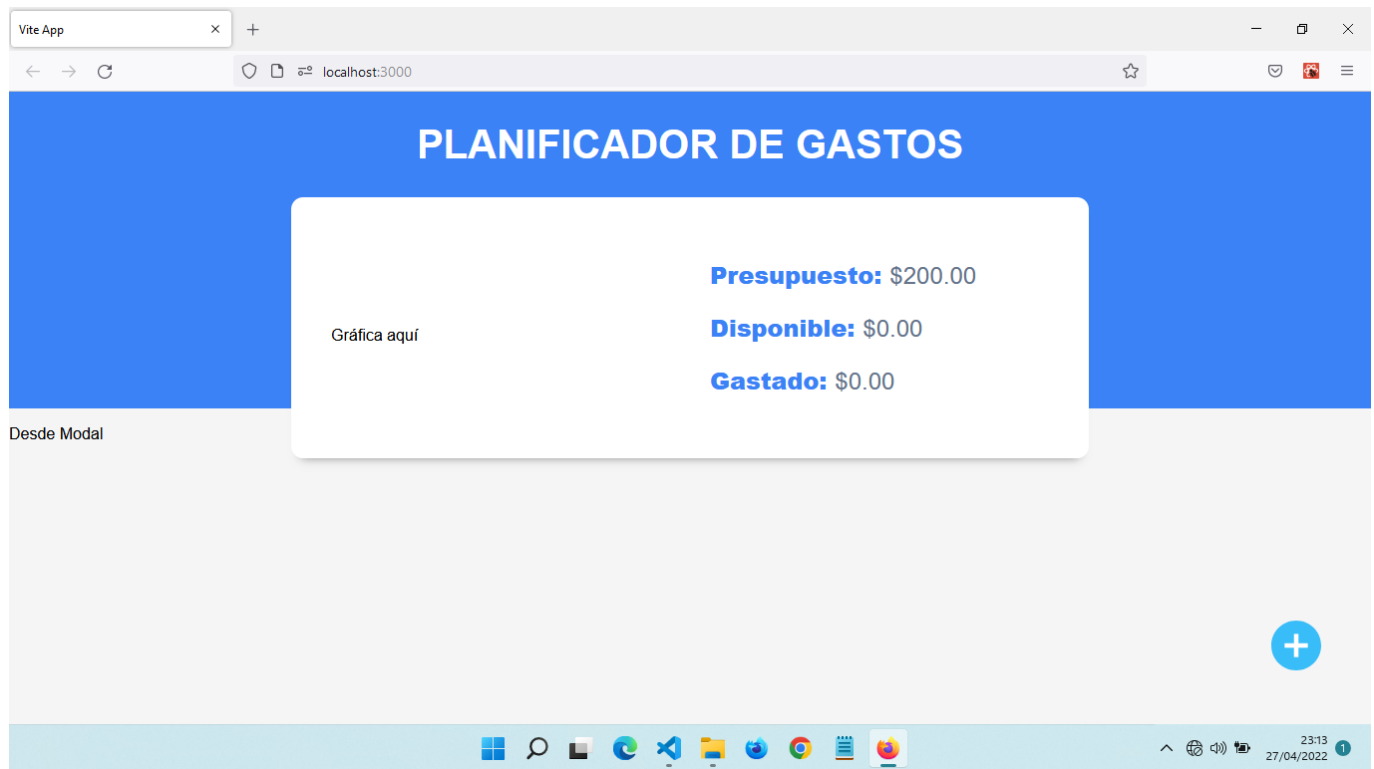 Vite App
localhost:3000
PLANIFICADOR DE GASTOS
Presupuesto: $200.00
Disponible: $0.00
Gráfica aquí
Gastado: $0.00
Desde Modal
23:13
27/04/2022
1